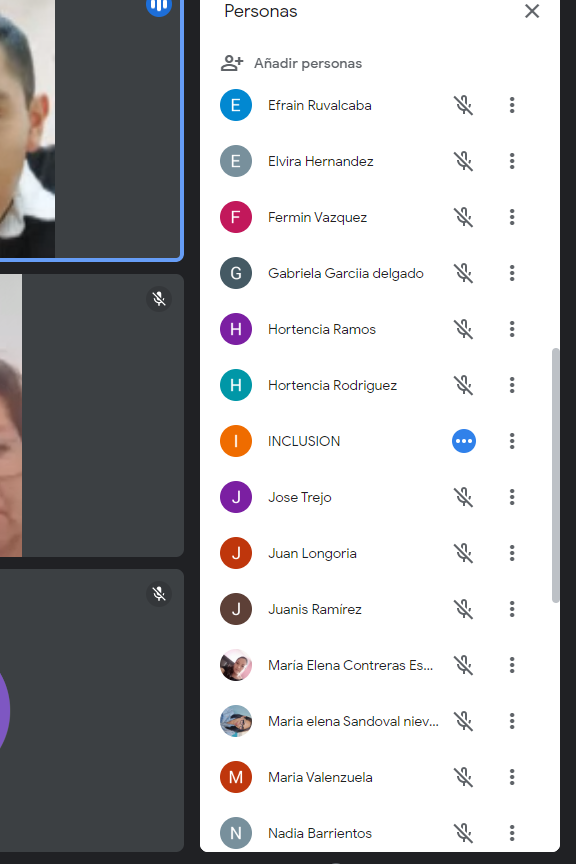 Personas
Añadir personas
E Efrain Ruvalcaba
E Elvira Hernandez
F Fermin Vazquez
G Gabriela Garciia delgado
H Hortencia Ramos
H Hortencia Rodriguez
I INCLUSION
J Jose Trejo
J Juan Longoria
J Juanis Ramírez
María Elena Contreras Es...
Maria elena Sandoval niev...
M Maria Valenzuela
N Nadia Barrientos